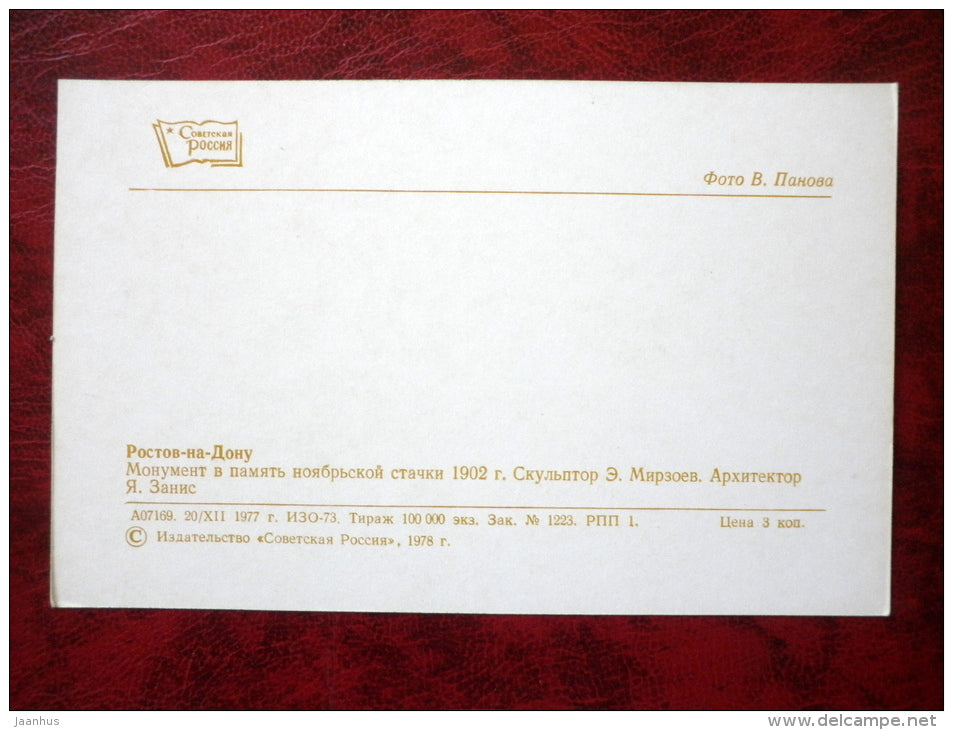 Советская
Россия
Фото В. Панова
Ростов-на-Дону
Монумент в память ноябрьской стачки 1902 г. Скульптор Э. Мирзоев. Архитектор
Я. Занис
А07169. 20/XII 1977 г. ИЗО-73. Тираж 100 000 экз. Зак. № 1223. РПП 1. Цена 3 коп.
© Издательство «Советская Россия», 1978 г.
jaanhus
www.delcampe.net